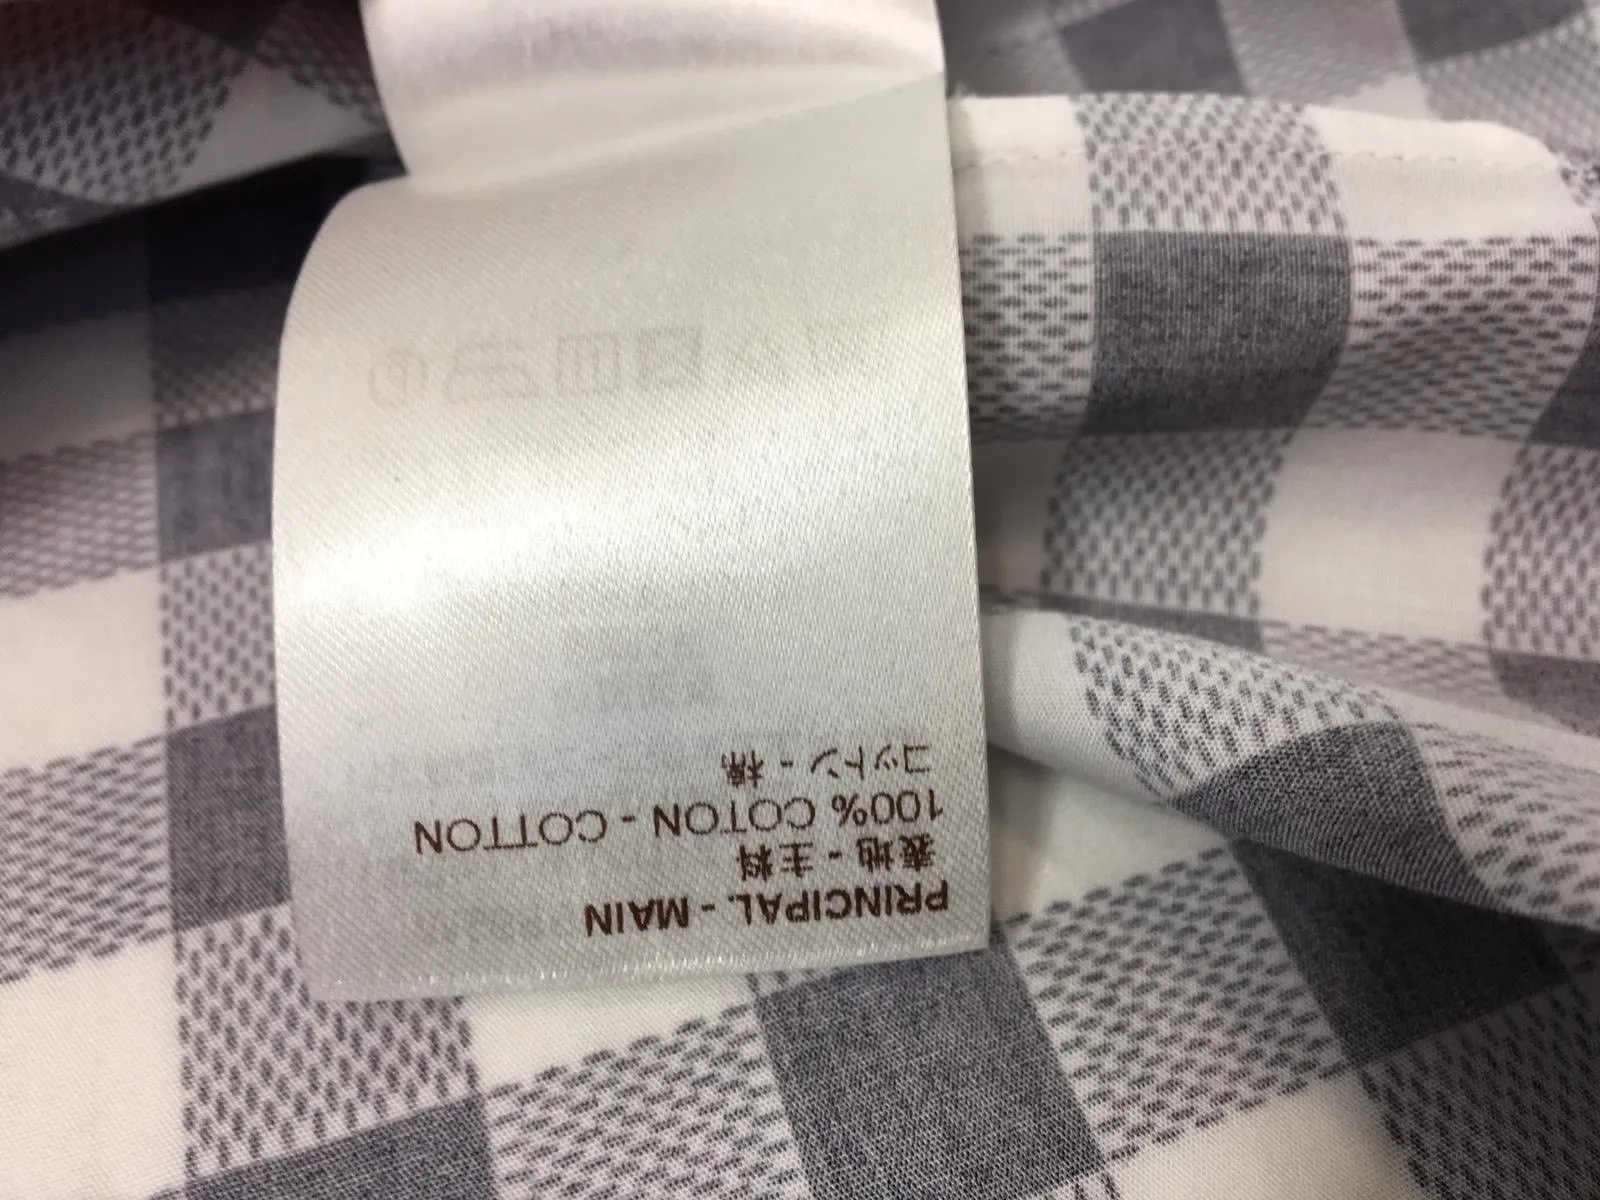 PRINCIPAL - MAIN
表地 - 主料
100% COTON - COTTON
コットン - 棉